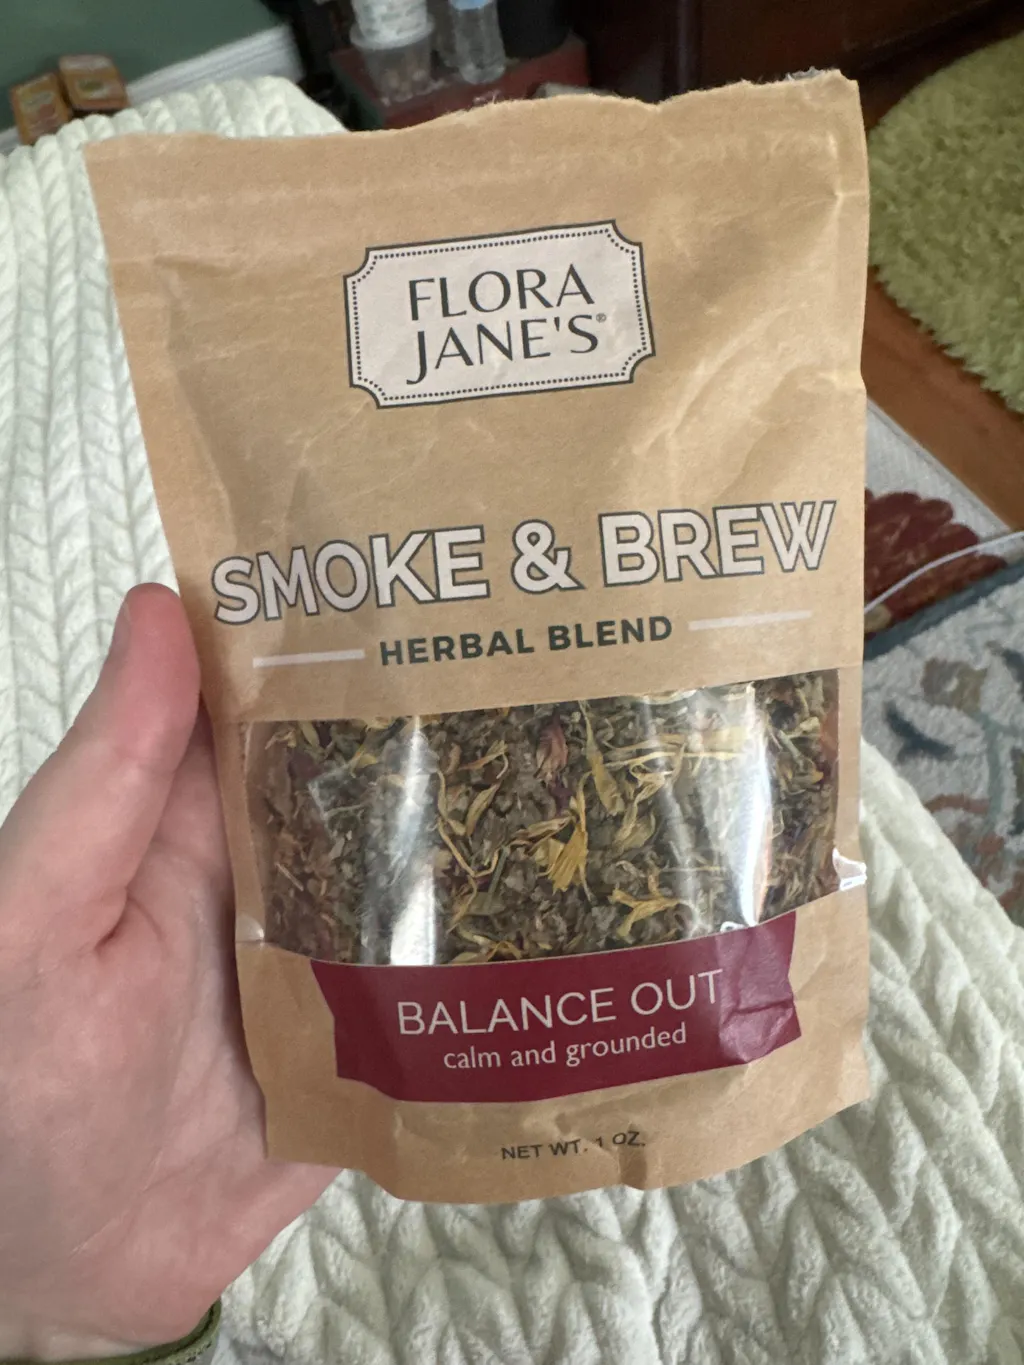 FLORA
JANE'S®
SMOKE & BREW
HERBAL BLEND
BALANCE OUT
calm and grounded
NET WT. 1 OZ.